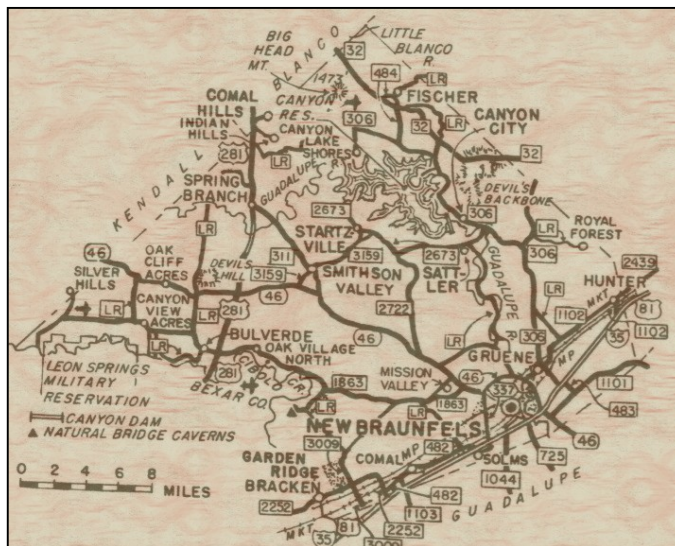 BIG
HEAD
MT.
1473
BLANCO
LITTLE
BLANCO
R.
32
484
LR
FISCHER
COMAL
HILLS
INDIAN
HILLS
CANYON
RES.
306
32
LR
CANYON
CITY
281
LR
CANYON
LAKE
SHORES
32
KENDALL
SPRING
BRANCH
GUADALUPE R.
DEVIL'S
BACKBONE
2673
306
LR
ROYAL
FOREST
LR
STARTZ-
VILLE
306
46
OAK
CLIFF
ACRES
DEVILS
HILL
311
3159
2673
HUNTER
2439
SILVER
HILLS
3159
SMITHSON
VALLEY
SATT-
LER
GUADALUPE R.
LR
MKT
LR
CANYON
VIEW
ACRES
LR
281
46
2722
1102
81
35
1102
LR
BULVERDE
OAK VILLAGE
NORTH
46
LR
306
GRUENE
MP
LEON SPRINGS
MILITARY
RESERVATION
281
CIBOLO CR.
BEXAR CO.
1863
MISSION
VALLEY
46
337
1101
CANYON DAM
LR
LR
1863
483
NATURAL BRIDGE CAVERNS
3009
NEW BRAUNFELS
46
0 2 4 6 8
MILES
GARDEN
RIDGE
BRACKEN
COMAL
MP
482
SOLMS
725
1044
2252
482
GUADALUPE
MKT
35
81
2252
1103
3009